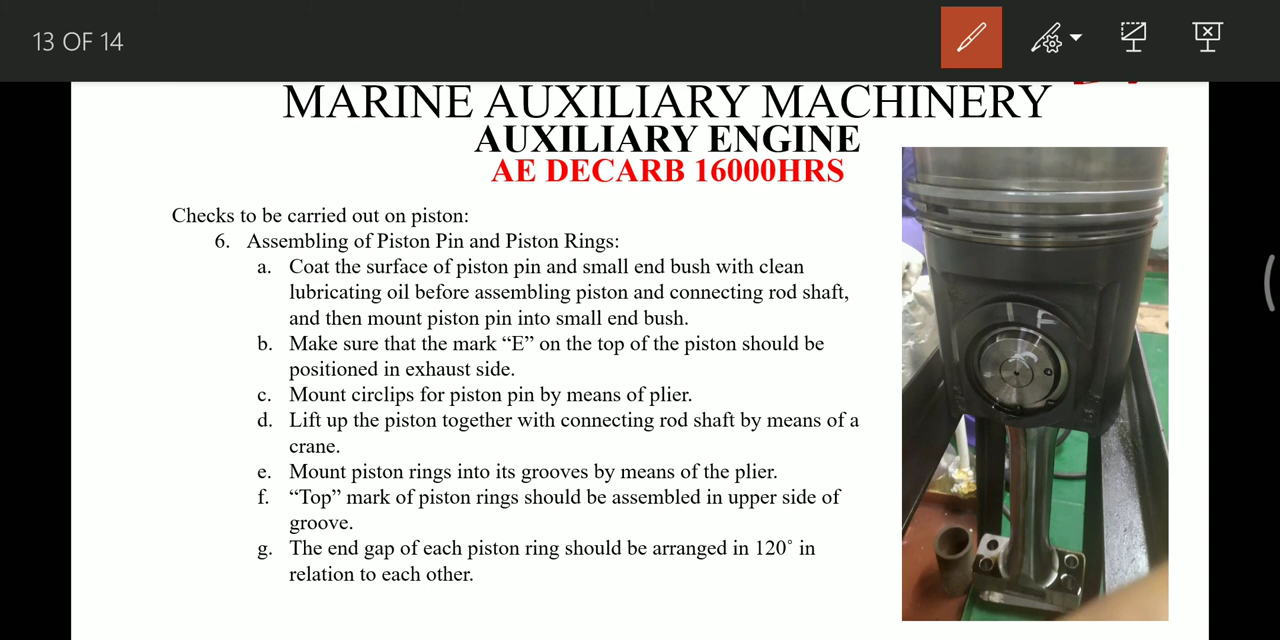 13 OF 14
MARINE AUXILIARY MACHINERY
AUXILIARY ENGINE
AE DECARB 16000HRS
Checks to be carried out on piston:
6. Assembling of Piston Pin and Piston Rings:
a. Coat the surface of piston pin and small end bush with clean
lubricating oil before assembling piston and connecting rod shaft,
and then mount piston pin into small end bush.
b. Make sure that the mark “E” on the top of the piston should be
positioned in exhaust side.
c. Mount circlips for piston pin by means of plier.
d. Lift up the piston together with connecting rod shaft by means of a
crane.
e. Mount piston rings into its grooves by means of the plier.
f. “Top” mark of piston rings should be assembled in upper side of
groove.
g. The end gap of each piston ring should be arranged in 120° in
relation to each other.
F